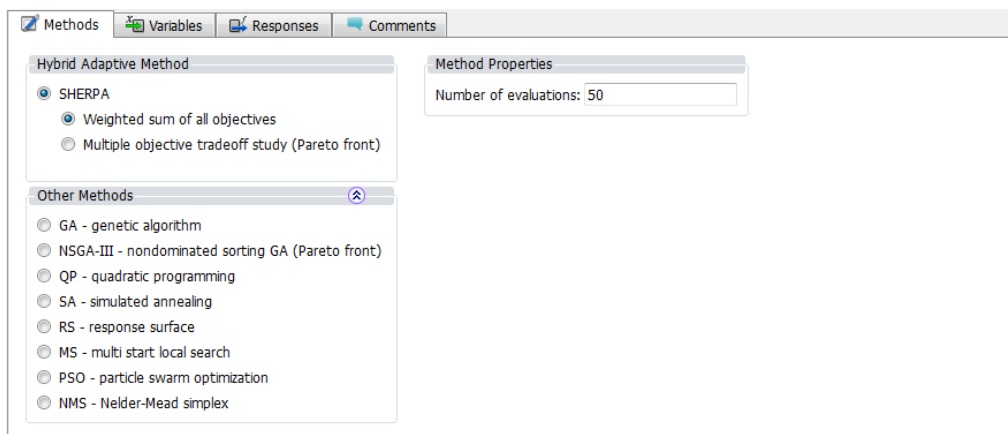 Methods
Variables
Responses
Comments
Hybrid Adaptive Method
SHERPA
Weighted sum of all objectives
Multiple objective tradeoff study (Pareto front)
Method Properties
Number of evaluations: 50
Other Methods
GA - genetic algorithm
NSGA-III - nondominated sorting GA (Pareto front)
QP - quadratic programming
SA - simulated annealing
RS - response surface
MS - multi start local search
PSO - particle swarm optimization
NMS - Nelder-Mead simplex